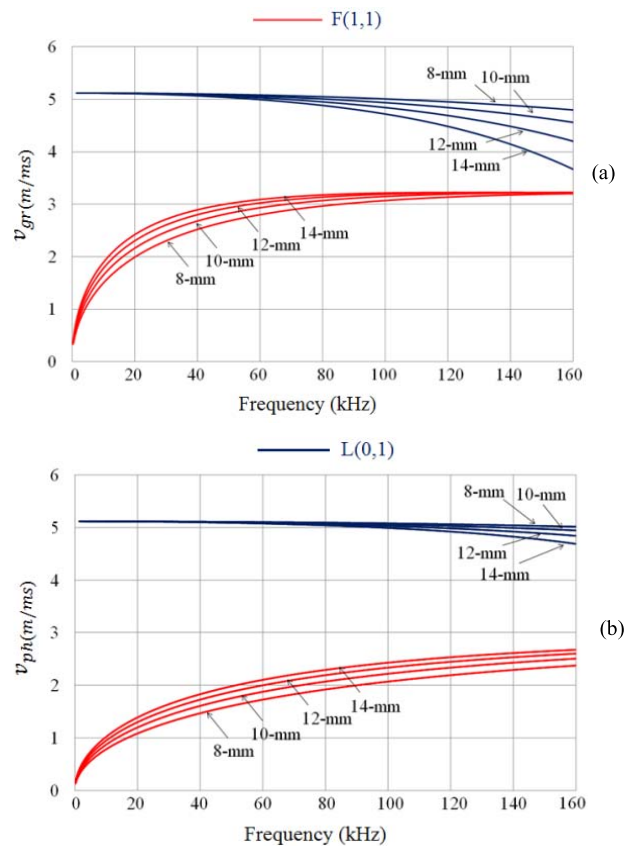 F(1,1)
6
5
4
3
2
1
0
v_gr(m/ms)
8-mm
10-mm
12-mm
14-mm
14-mm
12-mm
10-mm
8-mm
0 20 40 60 80 100 120 140 160
Frequency (kHz)
(a)
L(0,1)
6
5
4
3
2
1
0
v_ph(m/ms)
8-mm
10-mm
12-mm
14-mm
14-mm
12-mm
10-mm
8-mm
0 20 40 60 80 100 120 140 160
Frequency (kHz)
(b)